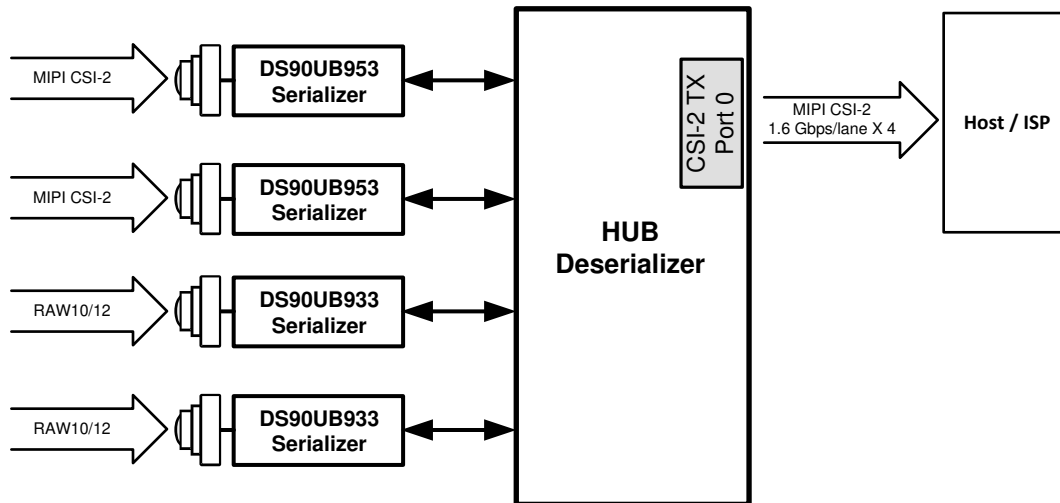 MIPI CSI-2
DS90UB953
Serializer
MIPI CSI-2
DS90UB953
Serializer
RAW10/12
DS90UB933
Serializer
RAW10/12
DS90UB933
Serializer
HUB
Deserializer
CSI-2 TX
Port 0
MIPI CSI-2
1.6 Gbps/lane X 4
Host / ISP